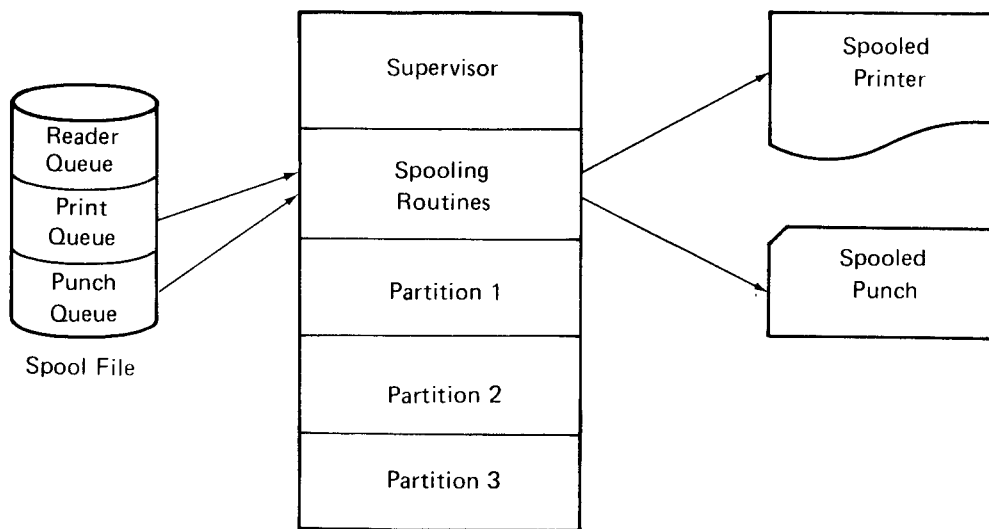 Reader
Queue
Print
Queue
Punch
Queue
Spool File
Supervisor
Spooling
Routines
Partition 1
Partition 2
Partition 3
Spooled
Printer
Spooled
Punch